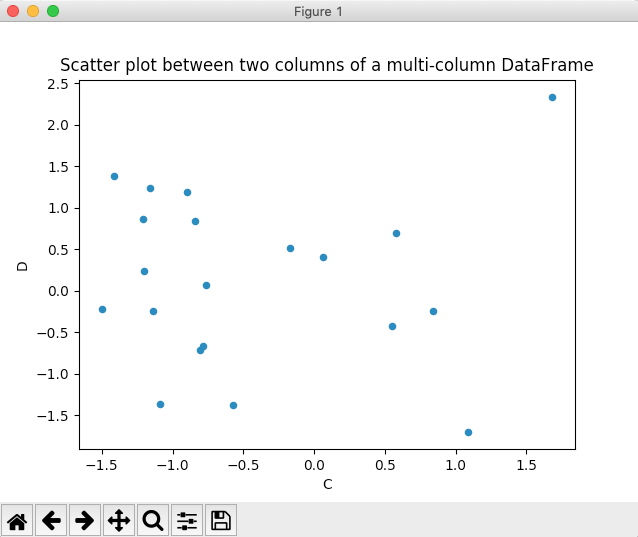 Figure 1
Scatter plot between two columns of a multi-column DataFrame
2.5
2.0
1.5
1.0
0.5
0.0
−0.5
−1.0
−1.5
D
−1.5 −1.0 −0.5 0.0 0.5 1.0 1.5
C